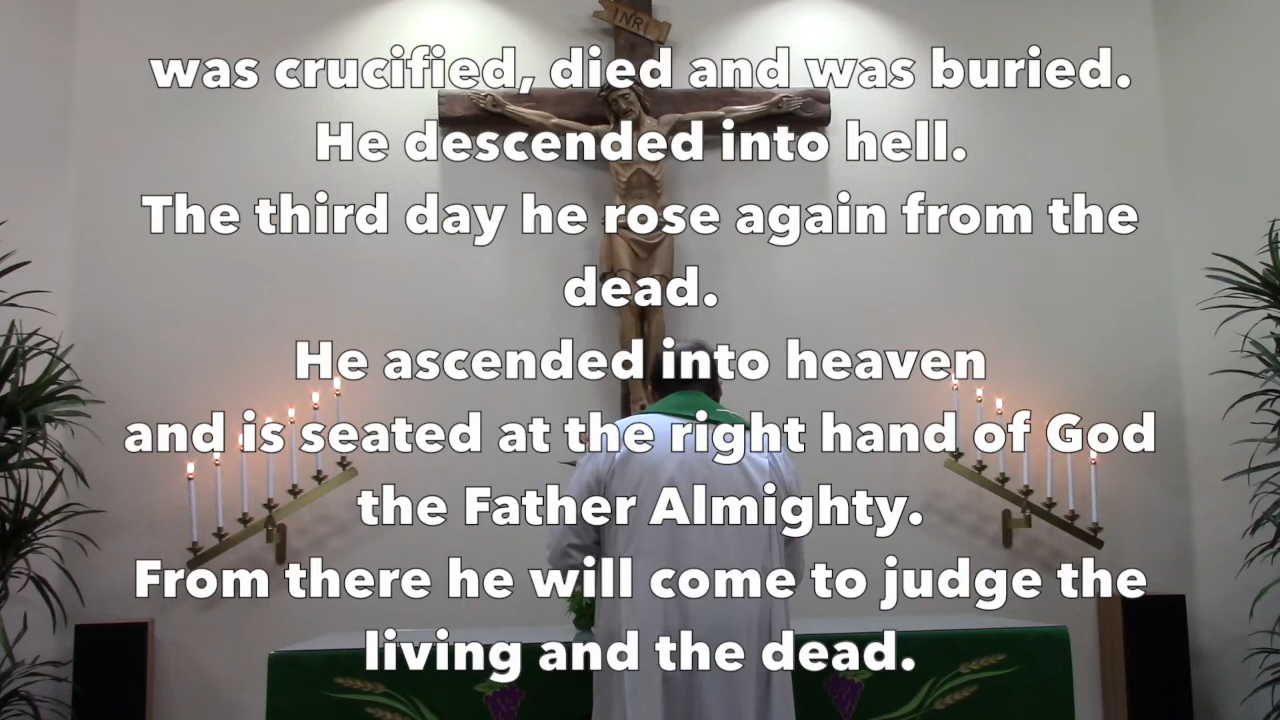 INRI
was crucified, died and was buried.
He descended into hell.
The third day he rose again from the
dead.
He ascended into heaven
and is seated at the right hand of God
the Father Almighty.
From there he will come to judge the
living and the dead.